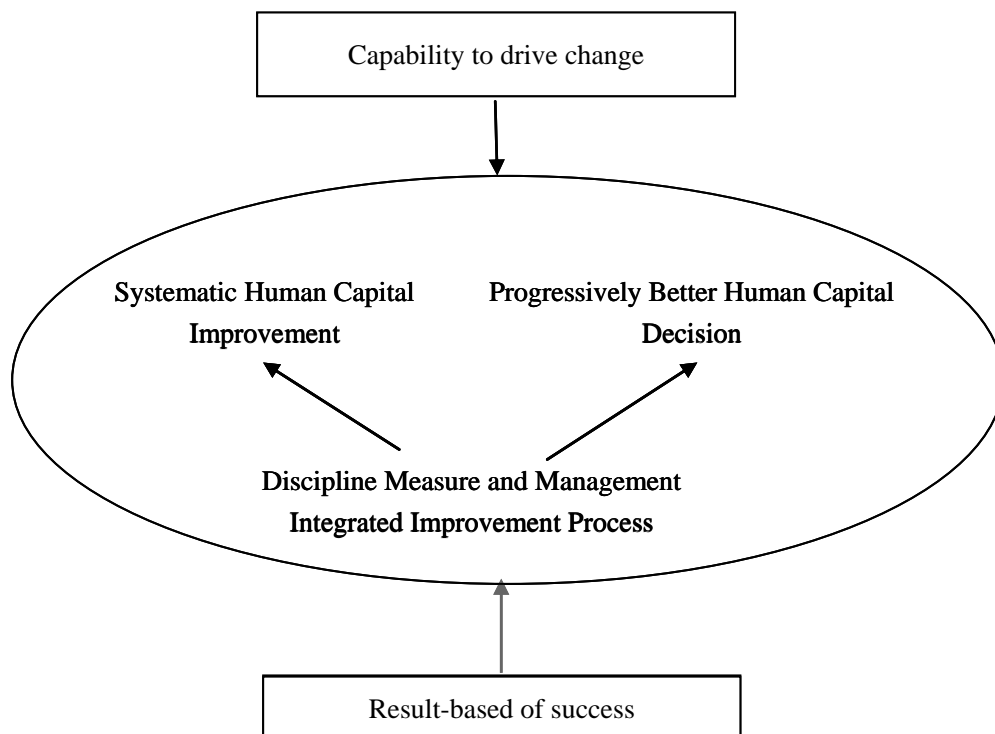 Capability to drive change
Systematic Human Capital
Improvement
Progressively Better Human Capital
Decision
Discipline Measure and Management
Integrated Improvement Process
Result-based of success